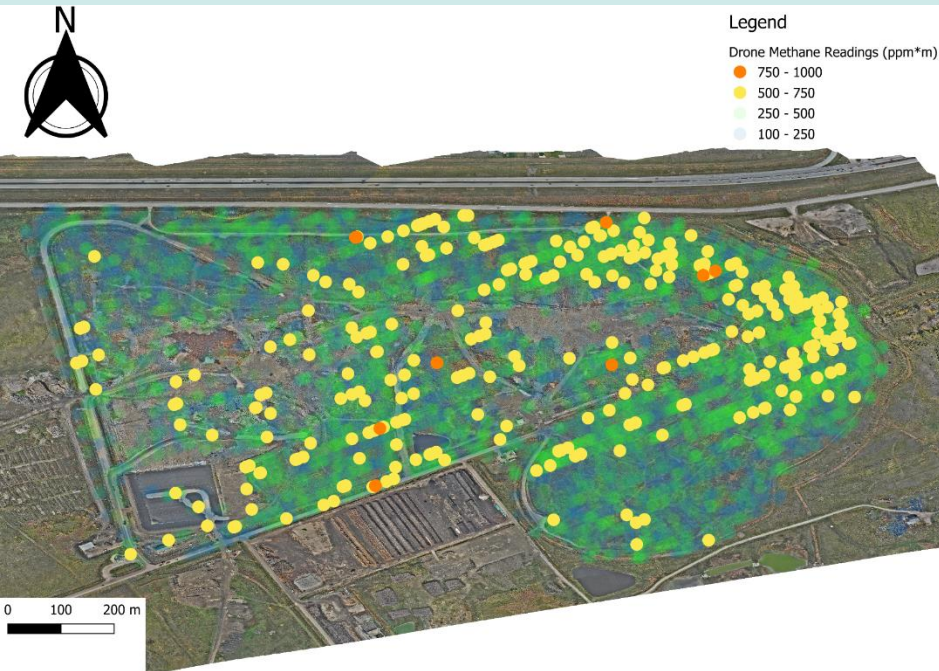 N
Legend
Drone Methane Readings (ppm*m)
750 - 1000
500 - 750
250 - 500
100 - 250
0 100 200 m